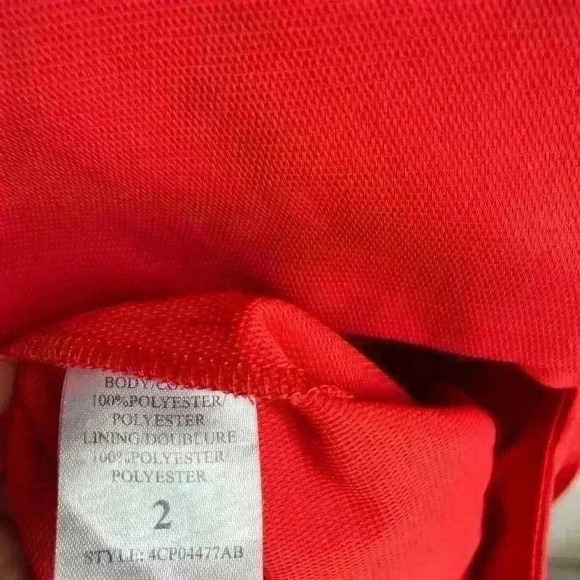 BODY/CO
100%POLYESTER/
POLYESTER
LINING/DOUBLURE
100%POLYESTER/
POLYESTER
2
STYLE: 4CP04477AB